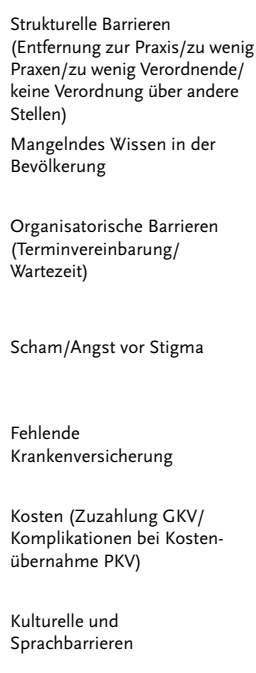 Strukturelle Barrieren
(Entfernung zur Praxis/zu wenig
Praxen/zu wenig Verordnende/
keine Verordnung über andere
Stellen)
Mangelndes Wissen in der
Bevölkerung
Organisatorische Barrieren
(Terminvereinbarung/
Wartezeit)
Scham/Angst vor Stigma
Fehlende
Krankenversicherung
Kosten (Zuzahlung GKV/
Komplikationen bei Kosten-
übernahme PKV)
Kulturelle und
Sprachbarrieren